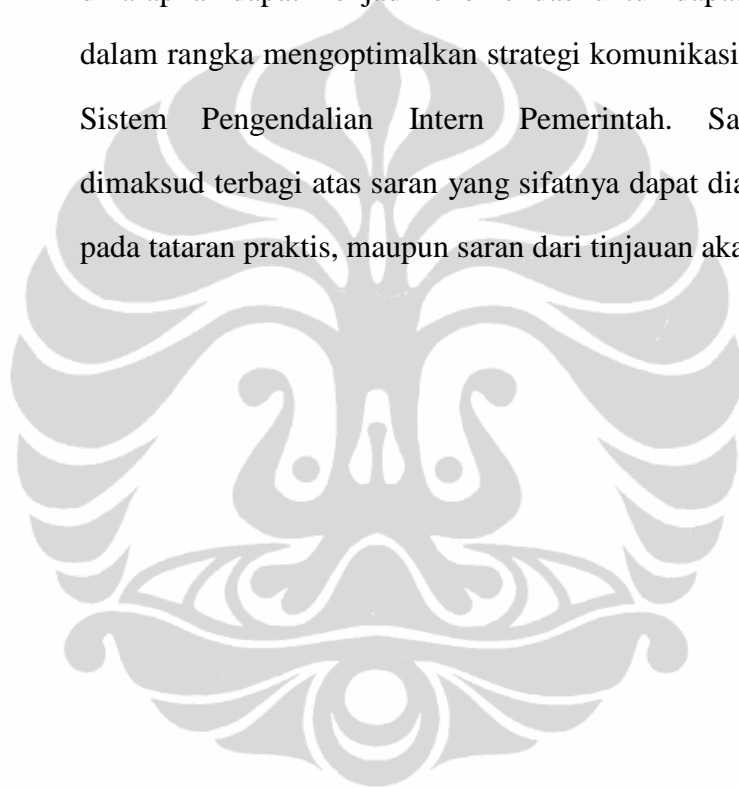 dapat
dalam rangka mengoptimalkan strategi komunikasi
Sistem Pengendalian Intern Pemerintah.
dimaksud terbagi atas saran yang sifatnya dapat
pada tataran praktis, maupun saran dari tinjauan